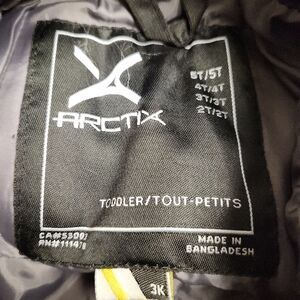 ARCTIX
5T/5T
4T/4T
3T/3T
2T/2T
TODDLER/TOUT-PETITS
MADE IN
BANGLADESH
3K